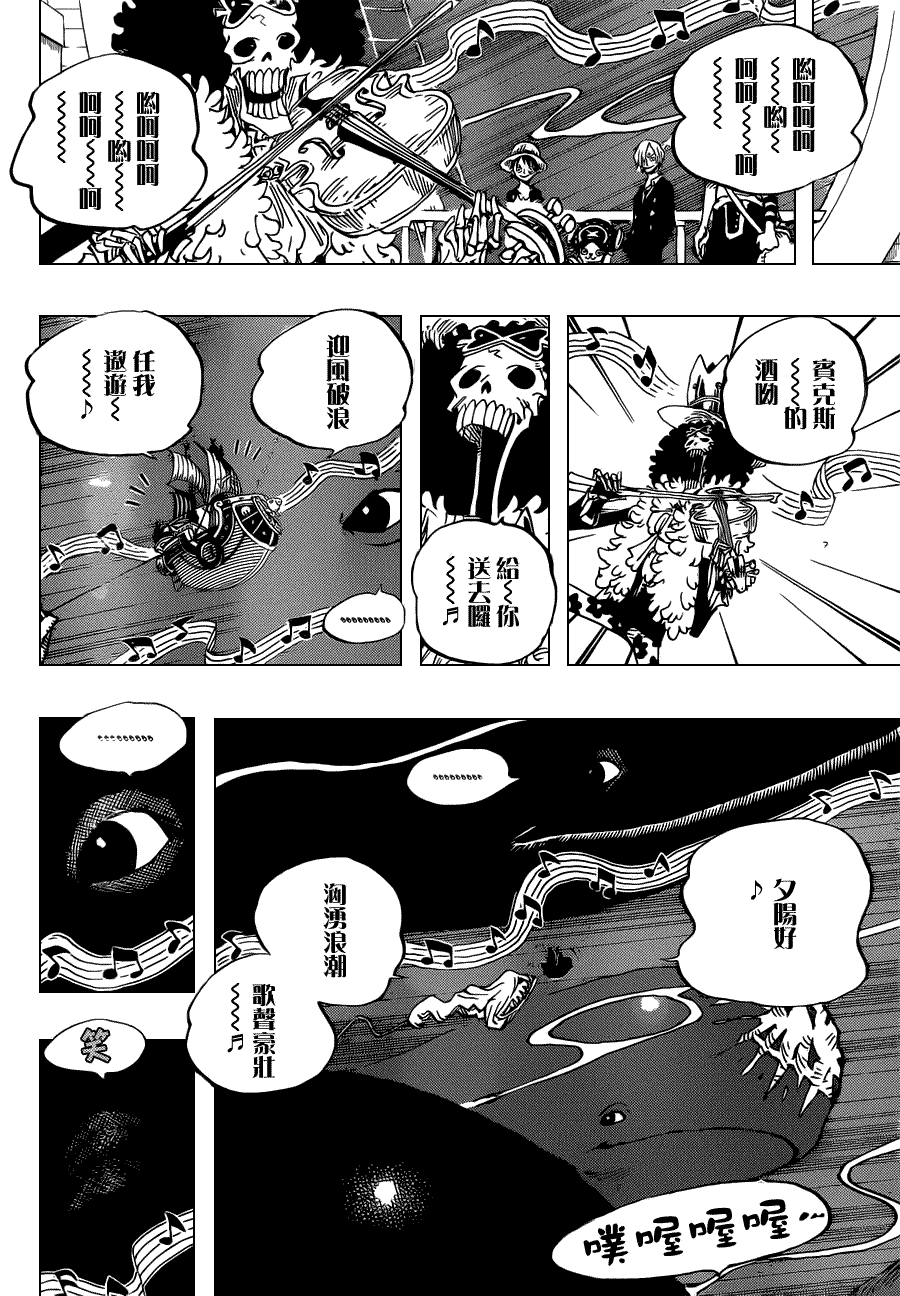 喲呵呵呵
～～喲～～～
呵呵～～呵～～～
喲呵呵呵
～～喲～～～
呵呵～～呵～～～
賓克斯
～～～的
酒呦
給～你
送去囉～～～♫
迎風破浪
任我
遨遊～～～♪
………
夕陽好
♪
………
洶湧浪潮
歌聲豪壯
～～♫
………
笑
噗喔喔喔…